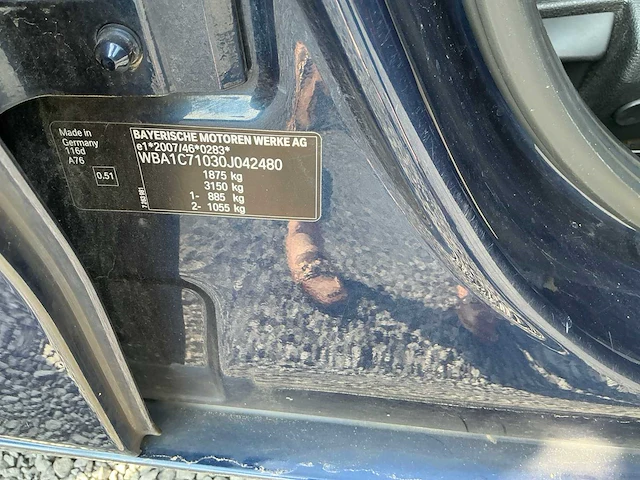 Made in
Germany
116d
A76
0.51
BAYERISCHE MOTOREN WERKE AG
e1*2007/46*0283*
WBA1C71030J042480
1875 kg
3150 kg
1- 885 kg
2- 1055 kg